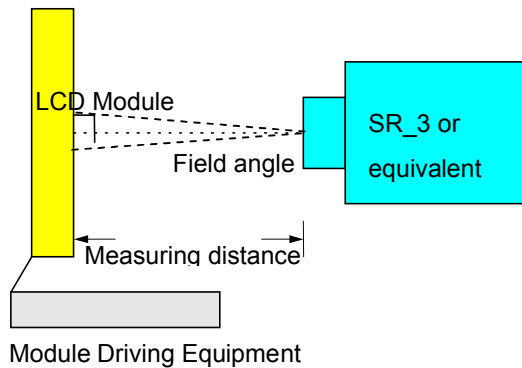 LCD Module
SR_3 or
equivalent
Field angle
Measuring distance
Module Driving Equipment